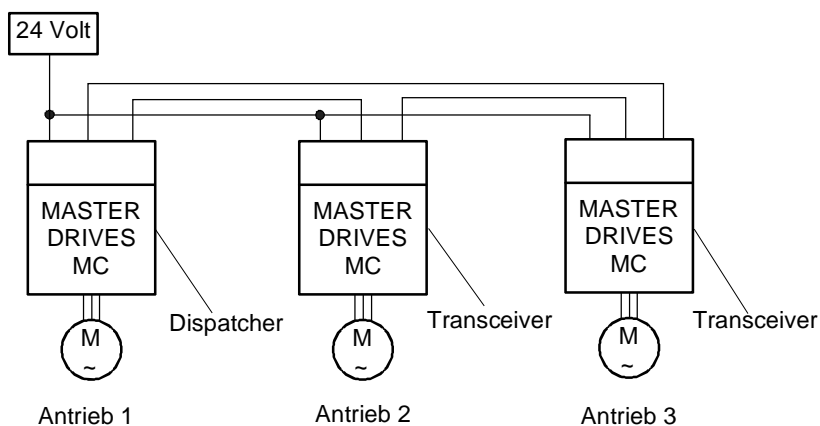 24 Volt
MASTER
DRIVES
MC
MASTER
DRIVES
MC
MASTER
DRIVES
MC
Dispatcher
Transceiver
Transceiver
M
~
M
~
M
~
Antrieb 1
Antrieb 2
Antrieb 3